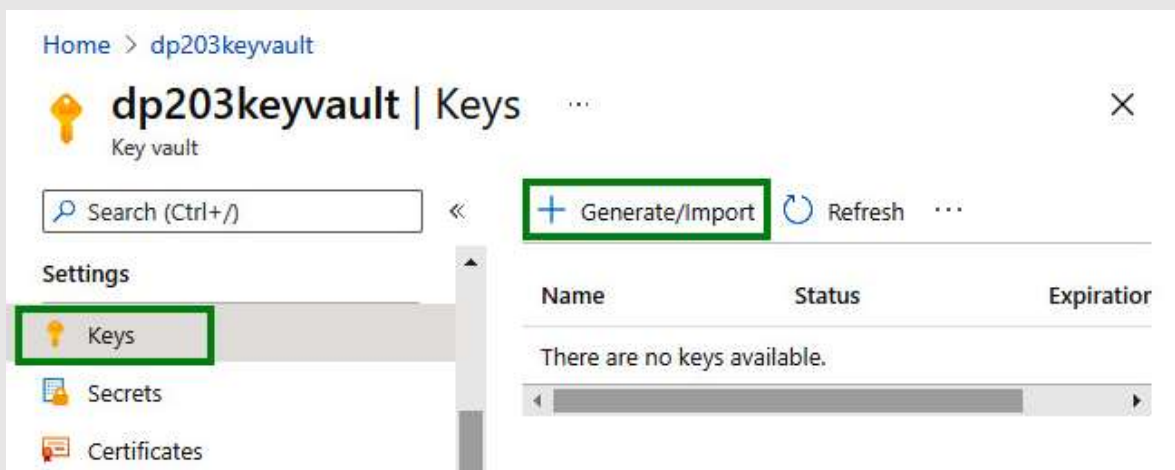 Home > dp203keyvault
dp203keyvault | Keys ...
Key vault
Search (Ctrl+/)
«
+ Generate/Import
Refresh ...
Settings
Keys
Secrets
Certificates
Name Status Expiration
There are no keys available.